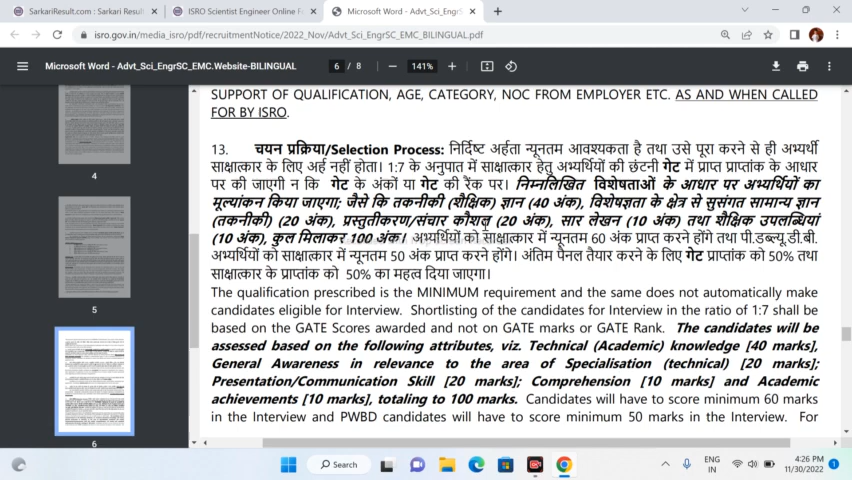 SarkariResult.com : Sarkari Result
ISRO Scientist Engineer Online F
Microsoft Word - Advt_Sci_EngrS
isro.gov.in/media_isro/pdf/recruitmentNotice/2022_Nov/Advt_Sci_EngrSC_EMC_BILINGUAL.pdf
Microsoft Word - Advt_Sci_EngrSC_EMC.Website-BILINGUAL
6 / 8
141%
4
5
6
SUPPORT OF QUALIFICATION, AGE, CATEGORY, NOC FROM EMPLOYER ETC. AS AND WHEN CALLED
FOR BY ISRO.
13. चयन प्रक्रिया/Selection Process: निर्दिष्ट अर्हता न्यूनतम आवश्यकता है तथा उसे पूरा करने से ही अभ्यर्थी
साक्षात्कार के लिए अर्ह नहीं होता। 1:7 के अनुपात में साक्षात्कार हेतु अभ्यर्थियों की छंटनी गेट में प्राप्त प्राप्तांक के आधार
पर की जाएगी न कि गेट के अंकों या गेट की रैंक पर। निम्नलिखित विशेषताओं के आधार पर अभ्यर्थियों का
मूल्यांकन किया जाएगा; जैसे कि तकनीकी (शैक्षिक) ज्ञान (40 अंक), विशेषज्ञता के क्षेत्र से सुसंगत सामान्य ज्ञान
(तकनीकी) (20 अंक), प्रस्तुतीकरण/संचार कौशल (20 अंक), सार लेखन (10 अंक) तथा शैक्षिक उपलब्धियां
(10 अंक), कुल मिलाकर 100 अंक। अभ्यर्थियों को साक्षात्कार में न्यूनतम 60 अंक प्राप्त करने होंगे तथा पी.डब्ल्यू.डी.बी.
अभ्यर्थियों को साक्षात्कार में न्यूनतम 50 अंक प्राप्त करने होंगे। अंतिम पैनल तैयार करने के लिए गेट प्राप्तांक को 50% तथा
साक्षात्कार के प्राप्तांक को 50% का महत्व दिया जाएगा।
The qualification prescribed is the MINIMUM requirement and the same does not automatically make
candidates eligible for Interview. Shortlisting of the candidates for Interview in the ratio of 1:7 shall be
based on the GATE Scores awarded and not on GATE marks or GATE Rank. The candidates will be
assessed based on the following attributes, viz. Technical (Academic) knowledge [40 marks],
General Awareness in relevance to the area of Specialisation (technical) [20 marks];
Presentation/Communication Skill [20 marks]; Comprehension [10 marks] and Academic
achievements [10 marks], totaling to 100 marks. Candidates will have to score minimum 60 marks
in the Interview and PWBD candidates will have to score minimum 50 marks in the Interview. For
Search
ENG
IN
4:26 PM
11/30/2022
1